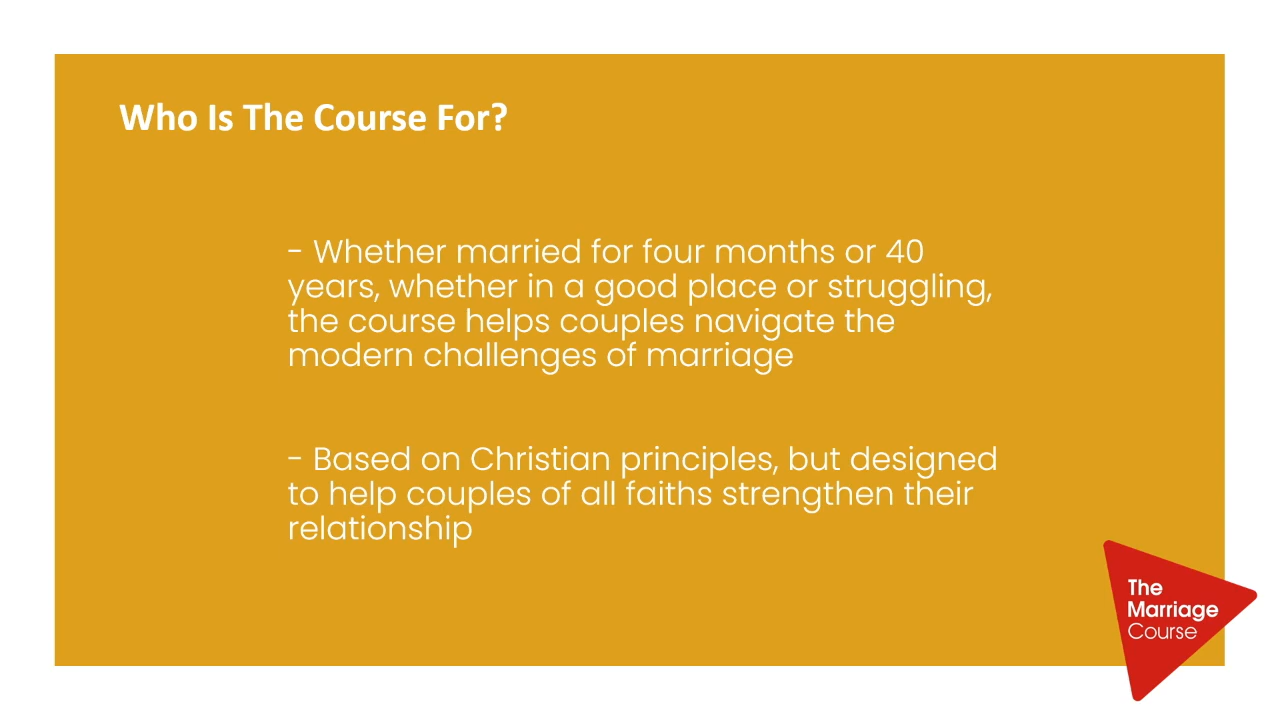 Who Is The Course For?
- Whether married for four months or 40
years, whether in a good place or struggling,
the course helps couples navigate the
modern challenges of marriage
- Based on Christian principles, but designed
to help couples of all faiths strengthen their
relationship
The
Marriage
Course